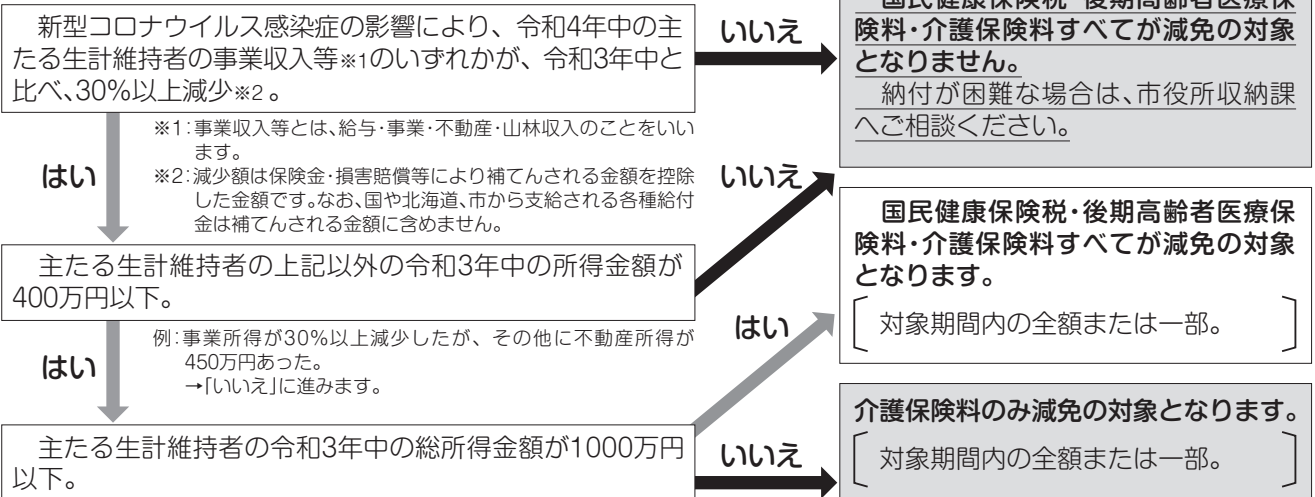 新型コロナウイルス感染症の影響により、令和4年中の主
たる生計維持者の事業収入等※1のいずれかが、令和3年中と
比べ、30%以上減少※2。
いいえ
国民健康保険税・後期高齢者医療保
険料・介護保険料すべてが減免の対象
となりません。
納付が困難な場合は、市役所収納課
へご相談ください。
はい
※1：事業収入等とは、給与・事業・不動産・山林収入のことをいい
ます。
※2：減少額は保険金・損害賠償等により補てんされる金額を控除
した金額です。なお、国や北海道、市から支給される各種給付
金は補てんされる金額に含めません。
いいえ
主たる生計維持者の上記以外の令和3年中の所得金額が
400万円以下。
国民健康保険税・後期高齢者医療保
険料・介護保険料すべてが減免の対象
となります。
対象期間内の全額または一部。
はい
はい
例：事業所得が30%以上減少したが、その他に不動産所得が
450万円あった。
→「いいえ」に進みます。
主たる生計維持者の令和3年中の総所得金額が1000万円
以下。
いいえ
介護保険料のみ減免の対象となります。
対象期間内の全額または一部。